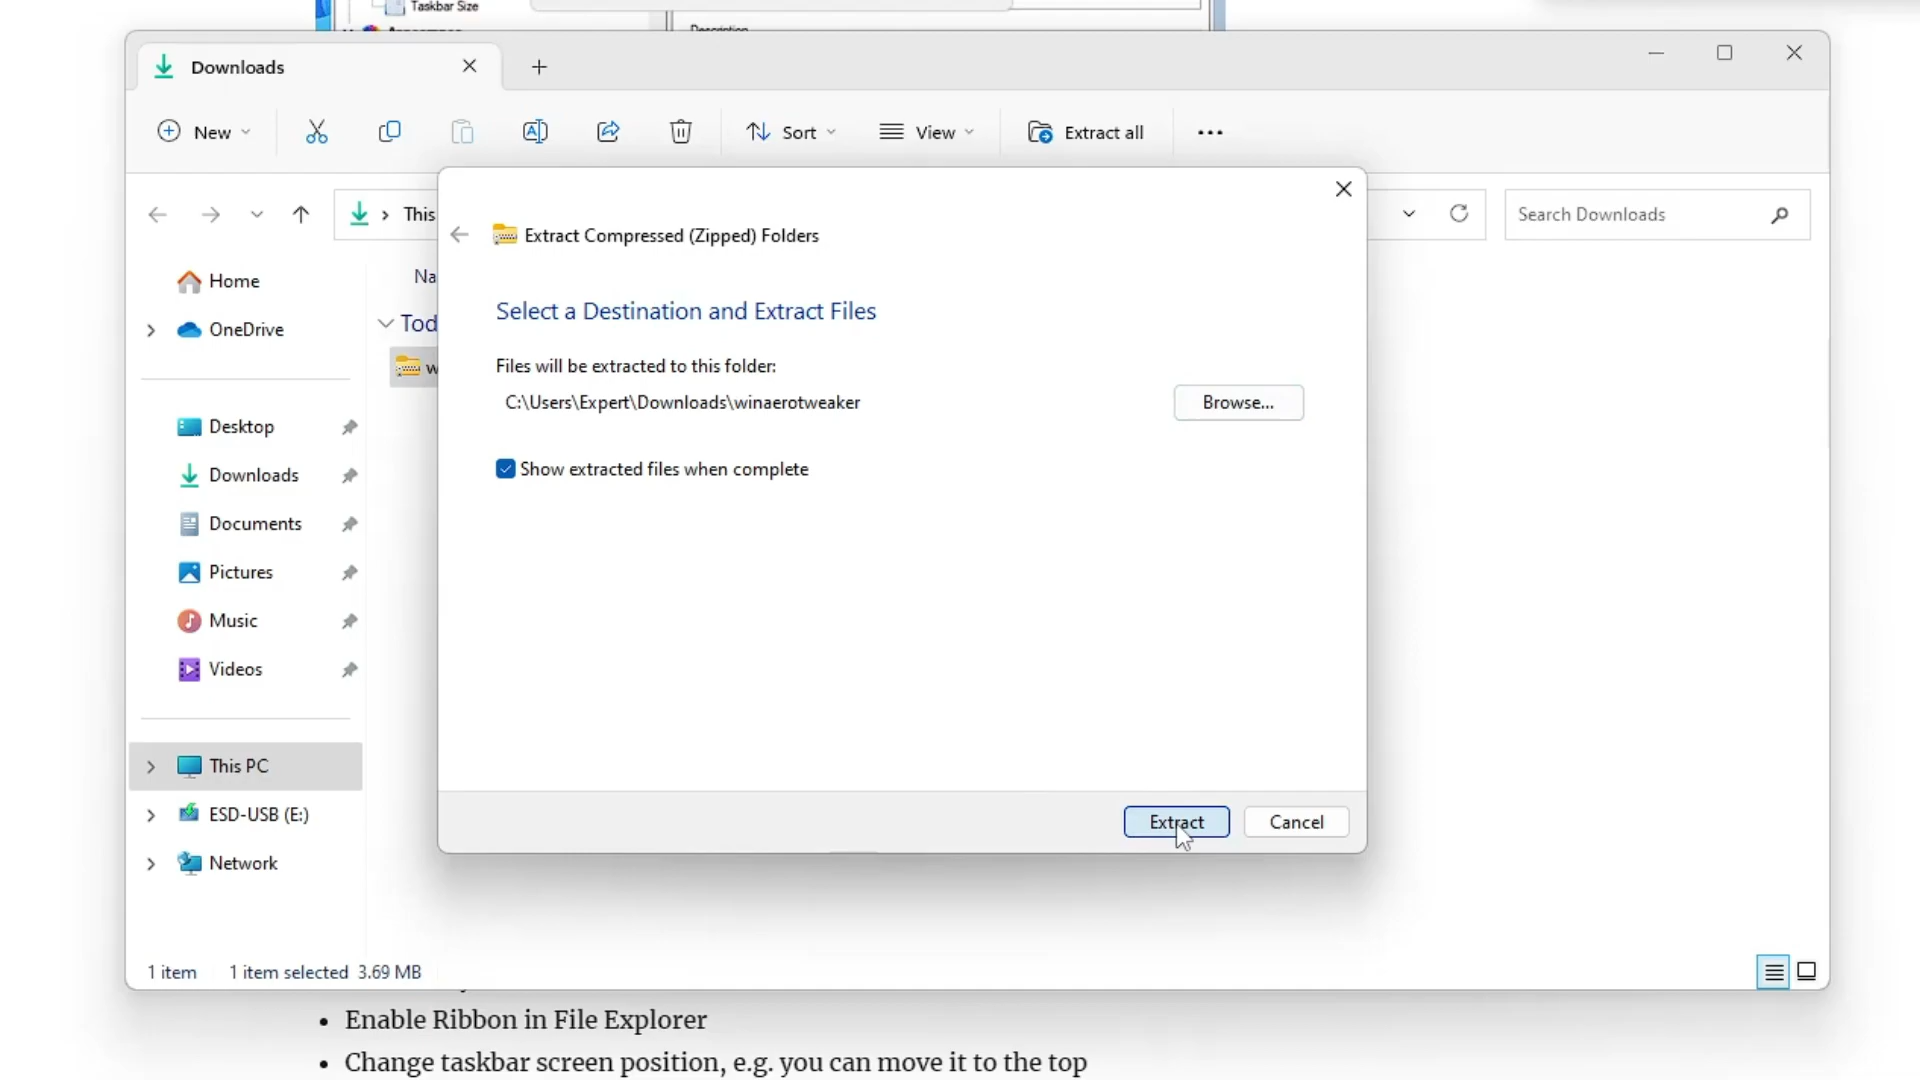 Taskbar Size
Downloads
New
Sort
View
Extract all
This
Search Downloads
Extract Compressed (Zipped) Folders
Home
OneDrive
Na
Tod
w
Select a Destination and Extract Files
Files will be extracted to this folder:
C:\Users\Expert\Downloads\winaerotweaker
Browse...
Show extracted files when complete
Desktop
Downloads
Documents
Pictures
Music
Videos
This PC
ESD-USB (E:)
Network
Extract
Cancel
1 item
1 item selected 3.69 MB
• Enable Ribbon in File Explorer
• Change taskbar screen position, e.g. you can move it to the top